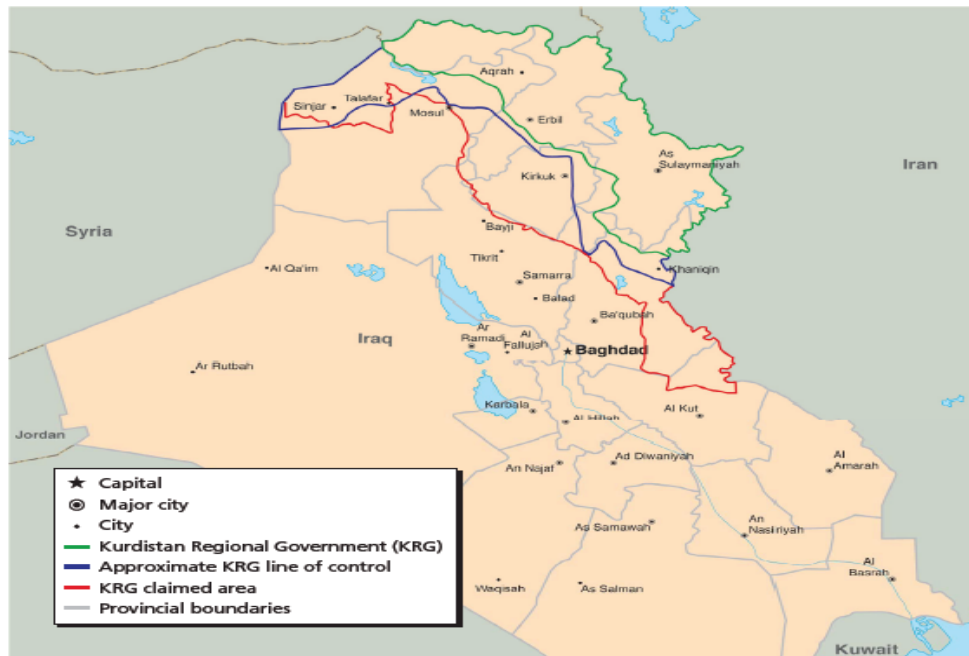 Aqrah
Sinjar
Talafar
Mosul
Erbil
As
Sulaymaniyah
Iran
Kirkuk
Syria
Bayji
Tikrit
Khaniqin
Al Qa'im
Samarra
Balad
Ba'qubah
Iraq
Ar
Ramadi
Al
Fallujah
Baghdad
Ar Rutbah
Karbala
Al Hillah
Al Kut
Jordan
An Najaf
Ad Diwaniyah
Al
Amarah
Capital
Major city
City
Kurdistan Regional Government (KRG)
Approximate KRG line of control
KRG claimed area
Provincial boundaries
As Samawah
An
Nasiriyah
Al
Basrah
Waqisah
As Salman
Kuwait